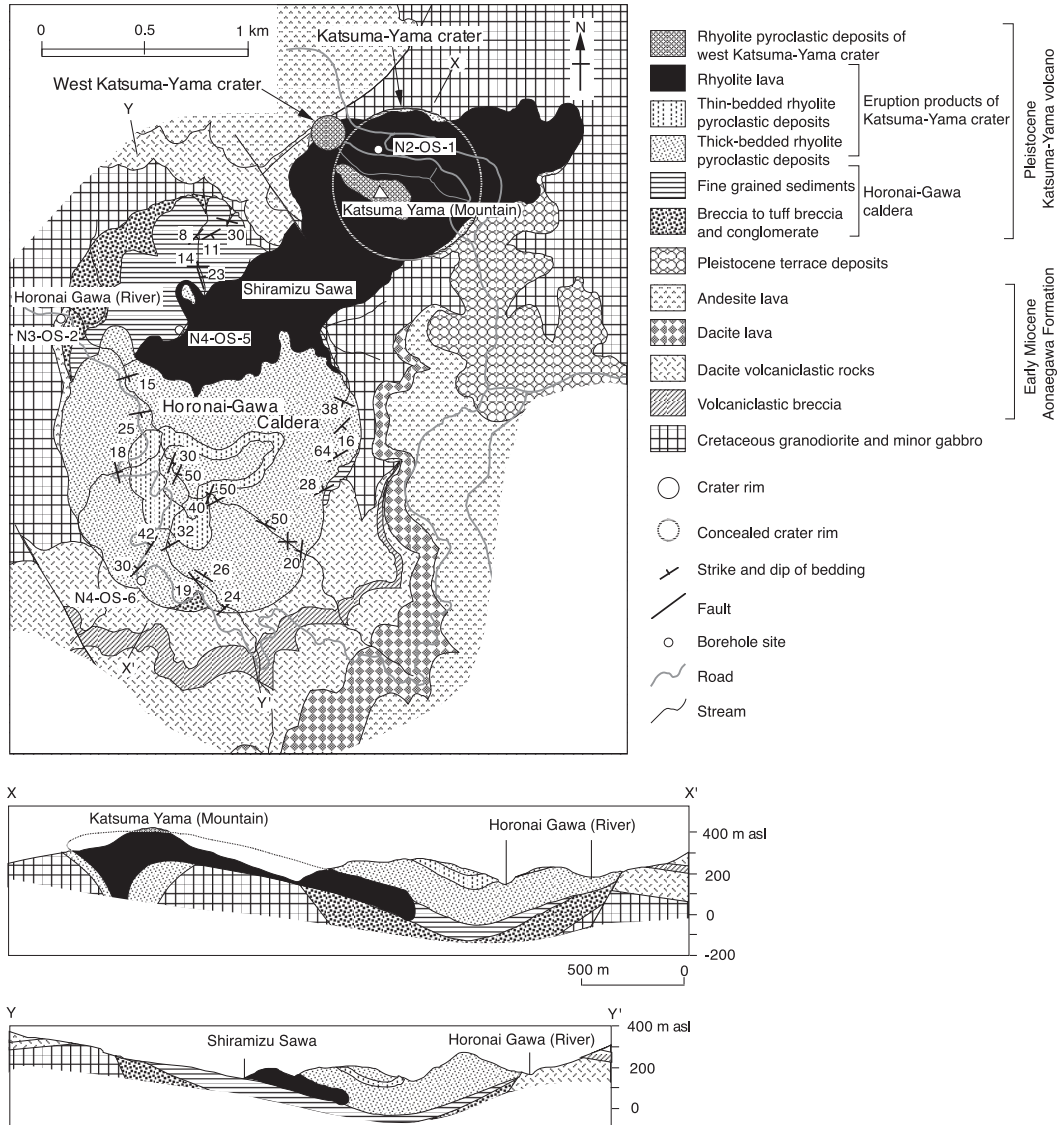 0 0.5 1 km
Katsuma-Yama crater
N
X
West Katsuma-Yama crater
Y
N2-OS-1
Katsuma Yama (Mountain)
8
30
11
14
23
Horonai Gawa (River)
Shiramizu Sawa
N3-OS-2
N4-OS-5
15
Horonai-Gawa
Caldera
38
25
16
18
30
64
50
50
28
40
50
42
32
30
20
26
N4-OS-6
19
24
X'
Y'
Rhyolite pyroclastic deposits of
west Katsuma-Yama crater
Rhyolite lava
Thin-bedded rhyolite
pyroclastic deposits
Thick-bedded rhyolite
pyroclastic deposits
Eruption products of
Katsuma-Yama crater
Fine grained sediments
Breccia to tuff breccia
and conglomerate
Horonai-Gawa
caldera
Pleistocene
Katsuma-Yama volcano
Pleistocene terrace deposits
Andesite lava
Dacite lava
Dacite volcaniclastic rocks
Volcaniclastic breccia
Early Miocene
Aonaegawa Formation
Cretaceous granodiorite and minor gabbro
Crater rim
Concealed crater rim
Strike and dip of bedding
Fault
Borehole site
Road
Stream
X X'
Katsuma Yama (Mountain)
Horonai Gawa (River)
400 m asl
200
0
-200
500 m 0
Y Y'
Shiramizu Sawa
Horonai Gawa (River)
400 m asl
200
0